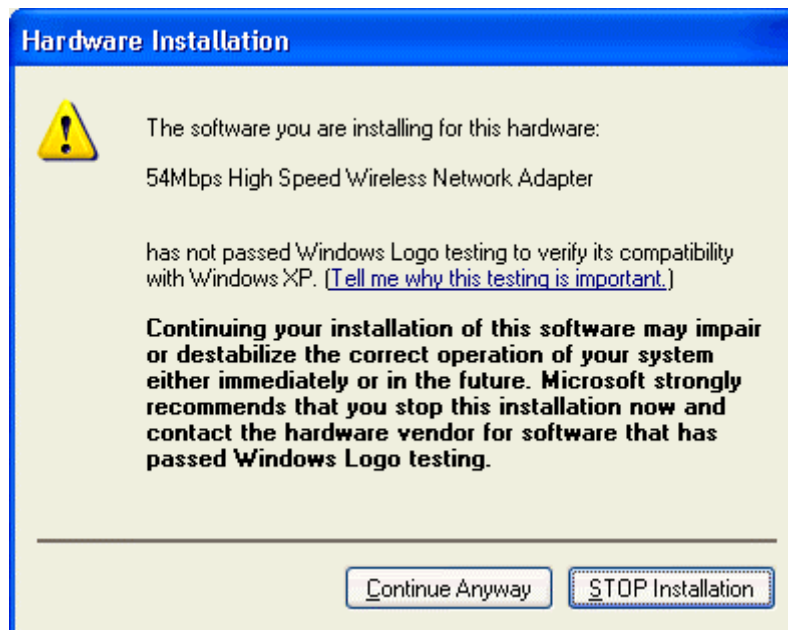 Hardware Installation
The software you are installing for this hardware:
54Mbps High Speed Wireless Network Adapter
has not passed Windows Logo testing to verify its compatibility
with Windows XP. (Tell me why this testing is important.)
Continuing your installation of this software may impair
or destabilize the correct operation of your system
either immediately or in the future. Microsoft strongly
recommends that you stop this installation now and
contact the hardware vendor for software that has
passed Windows Logo testing.
Continue Anyway
STOP Installation